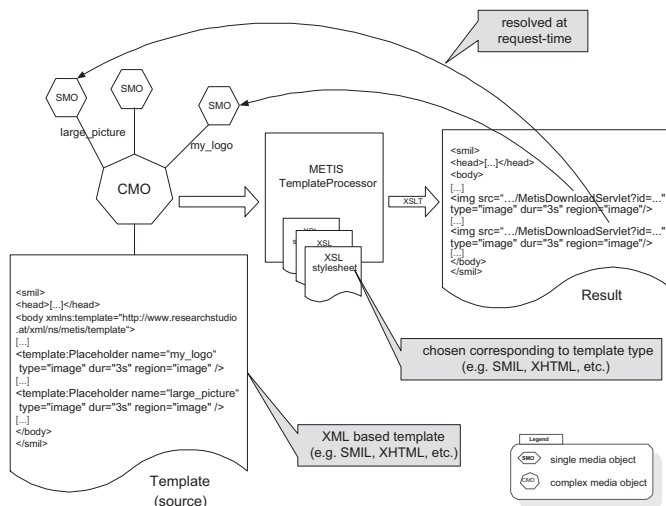 resolved at
request-time
SMO
SMO
SMO
large_picture
my_logo
CMO
METIS
TemplateProcessor
XSL
XSL
XSL
stylesheet
XSLT
<smil>
<head>[...]</head>
<body>
[...]
<img src="…/MetisDownloadServlet?id=..."
type="image" dur="3s" region="image"/>
[...]
<img src="…/MetisDownloadServlet?id=..."
type="image" dur="3s" region="image"/>
[...]
</body>
</smil>
Result
<smil>
<head>[...]</head>
<body xmlns:template="http://www.researchstudio
.at/xml/ns/metis/template">
[...]
<template:Placeholder name="my_logo"
type="image" dur="3s" region="image" />
[...]
<template:Placeholder name="large_picture"
type="image" dur="3s" region="image" />
[...]
</body>
</smil>
Template
(source)
chosen corresponding to template type
(e.g. SMIL, XHTML, etc.)
XML based template
(e.g. SMIL, XHTML, etc.)
Legend
SMO
single media object
CMO
complex media object